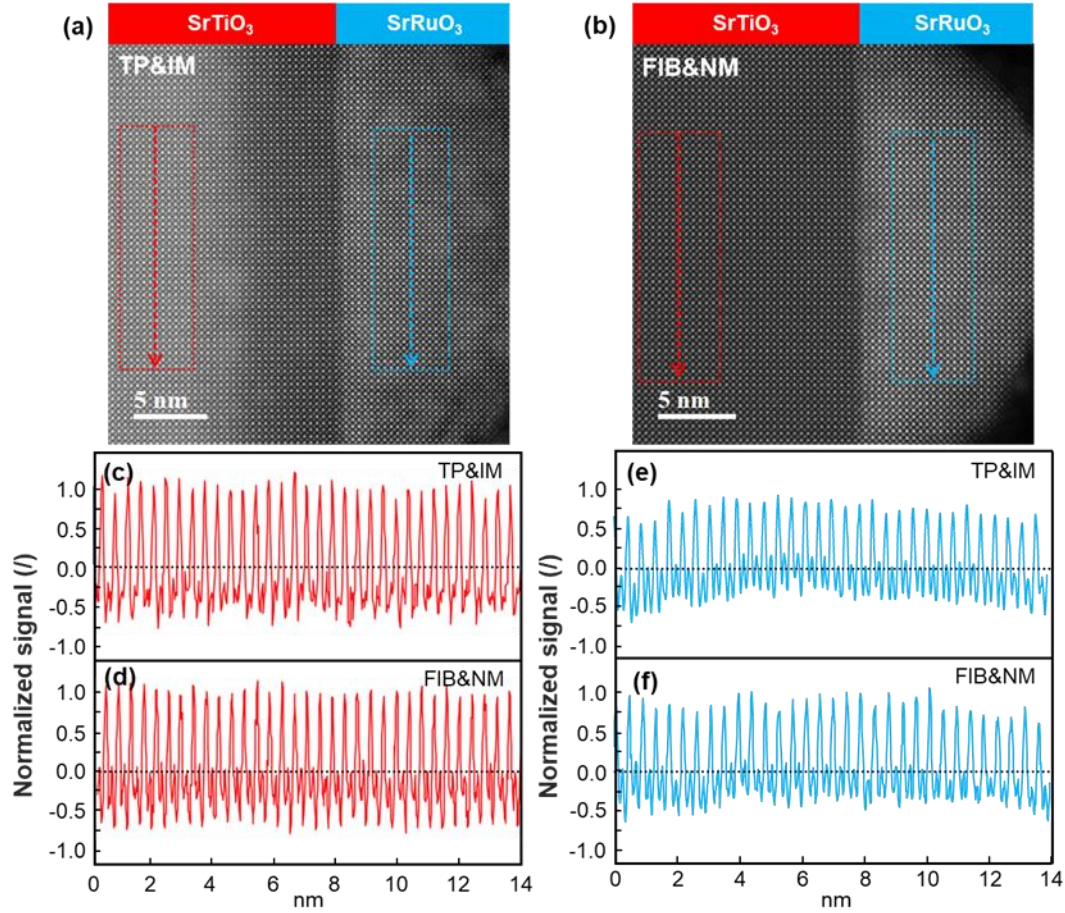 (a)
SrTiO₃ SrRuO₃
TP&IM
5 nm
(b)
SrTiO₃ SrRuO₃
FIB&NM
5 nm
Normalized signal (/)
(c) TP&IM
1.0
0.5
0.0
-0.5
-1.0
(d) FIB&NM
1.0
0.5
0.0
-0.5
-1.0
0 2 4 6 8 10 12 14
nm
Normalized signal (/)
(e) TP&IM
1.0
0.5
0.0
-0.5
-1.0
(f) FIB&NM
1.0
0.5
0.0
-0.5
-1.0
0 2 4 6 8 10 12 14
nm